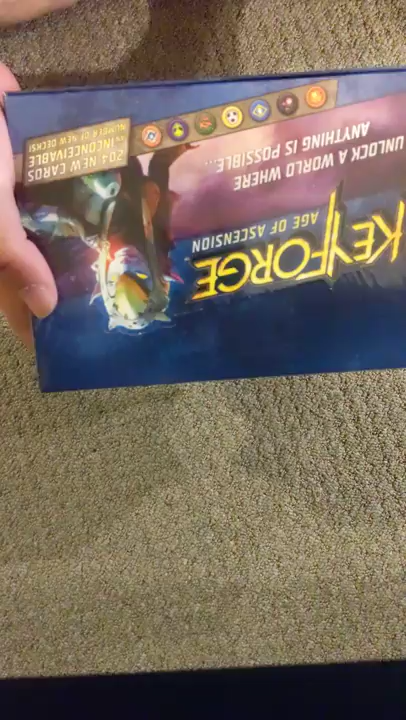 KEYFORGE
AGE OF ASCENSION
UNLOCK A WORLD WHERE
ANYTHING IS POSSIBLE...
204 NEW CARDS
INCONCEIVABLE
NUMBER OF NEW DECKS!